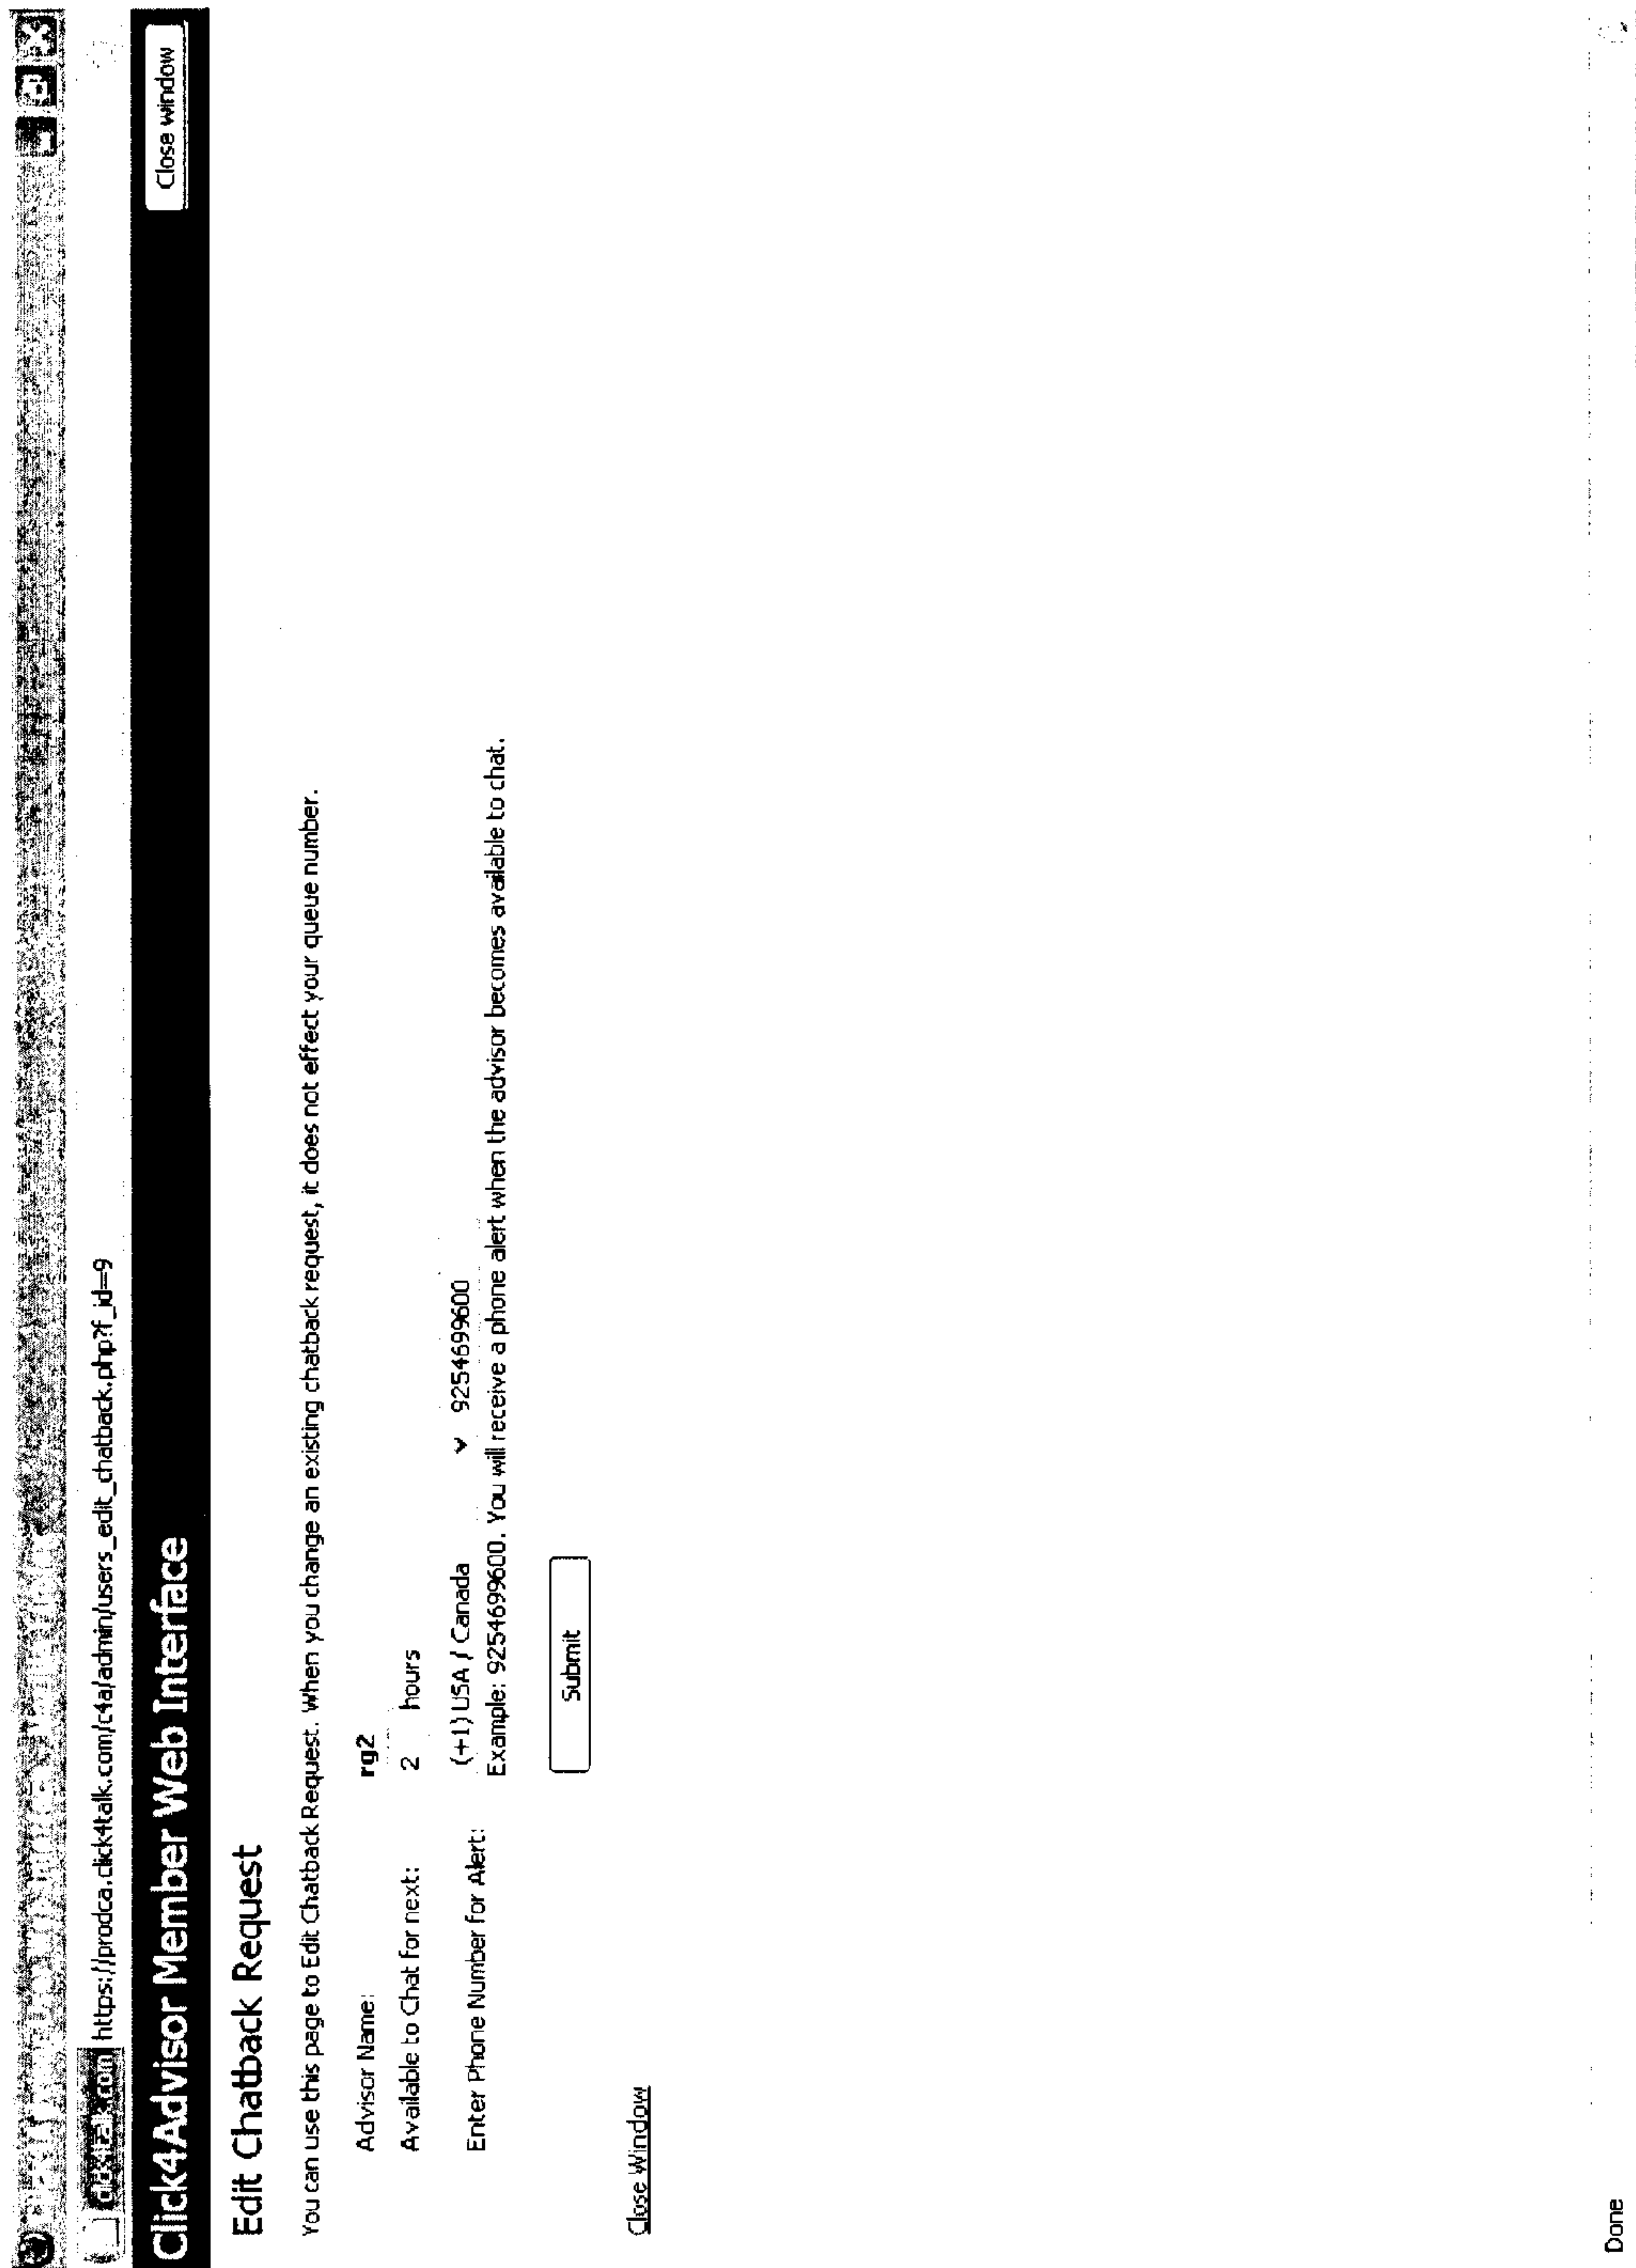 click4talk.com https://prodca.click4talk.com/c4a/admin/users_edit_chatback.php?f_id=9
Click4Advisor Member Web Interface Close window
Edit Chatback Request
You can use this page to Edit Chatback Request. When you change an existing chatback request, it does not effect your queue number.
Advisor Name: rg2
Available to Chat for next: 2 hours
Enter Phone Number for Alert: (+1) USA / Canada 9254699600
Example: 9254699600. You will receive a phone alert when the advisor becomes available to chat.
Submit
Close Window
Done